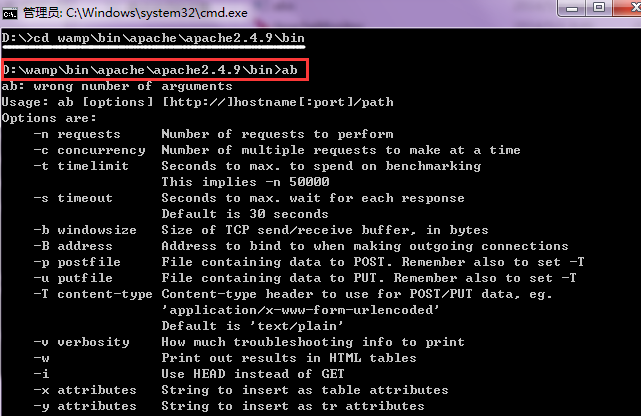 管理员: C:\Windows\system32\cmd.exe
D:\>cd wamp\bin\apache\apache2.4.9\bin
D:\wamp\bin\apache\apache2.4.9\bin>ab
ab: wrong number of arguments
Usage: ab [options] [http://]hostname[:port]/path
Options are:
    -n requests     Number of requests to perform
    -c concurrency  Number of multiple requests to make at a time
    -t timelimit    Seconds to max. to spend on benchmarking
                    This implies -n 50000
    -s timeout      Seconds to max. wait for each response
                    Default is 30 seconds
    -b windowsize   Size of TCP send/receive buffer, in bytes
    -B address      Address to bind to when making outgoing connections
    -p postfile     File containing data to POST. Remember also to set -T
    -u putfile      File containing data to PUT. Remember also to set -T
    -T content-type Content-type header to use for POST/PUT data, eg.
                    'application/x-www-form-urlencoded'
                    Default is 'text/plain'
    -v verbosity    How much troubleshooting info to print
    -w              Print out results in HTML tables
    -i              Use HEAD instead of GET
    -x attributes   String to insert as table attributes
    -y attributes   String to insert as tr attributes